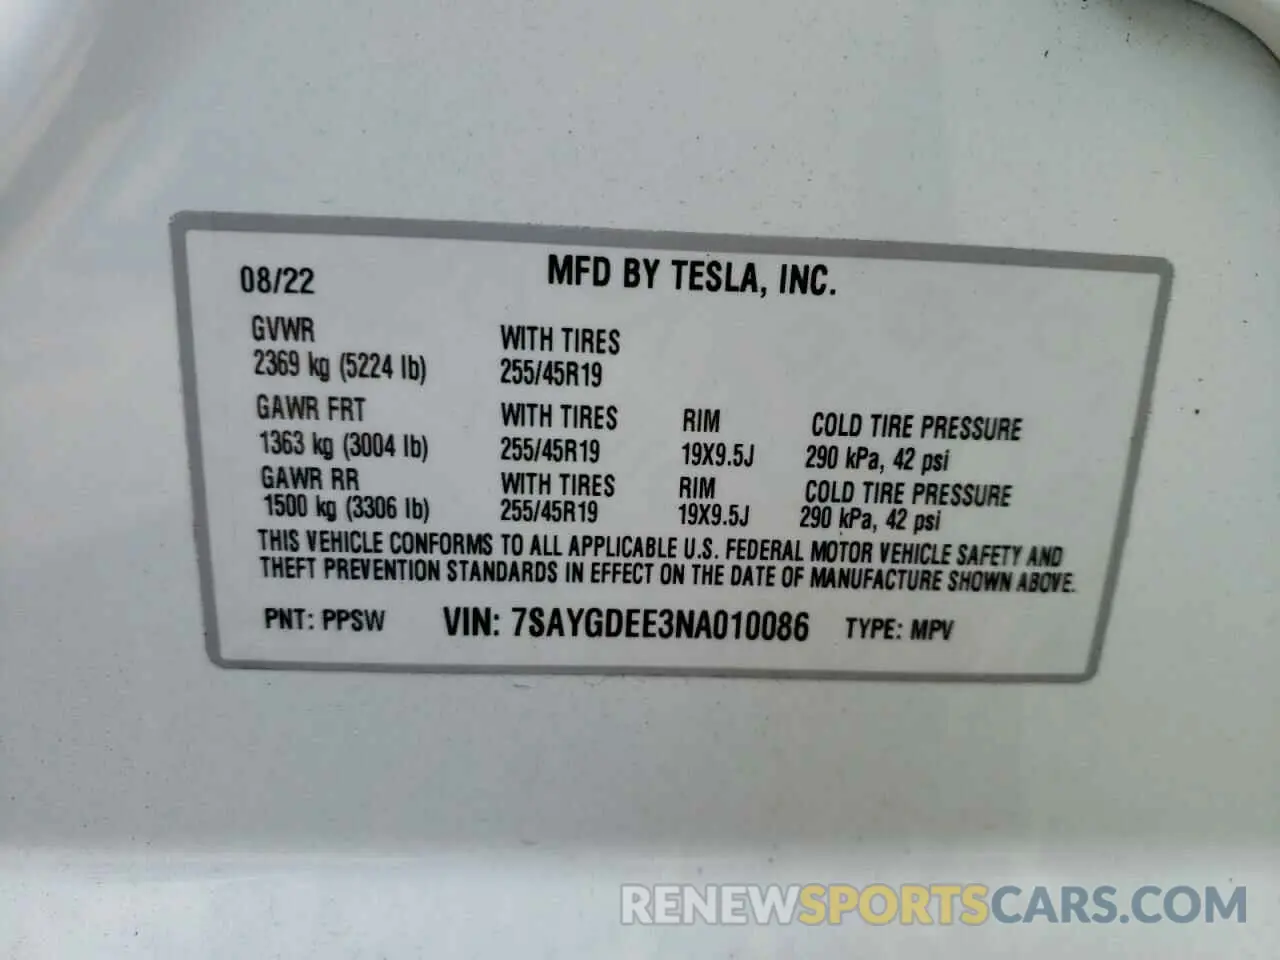 08/22 MFD BY TESLA, INC.
GVWR WITH TIRES
2369 kg (5224 lb) 255/45R19
GAWR FRT WITH TIRES RIM COLD TIRE PRESSURE
1363 kg (3004 lb) 255/45R19 19X9.5J 290 kPa, 42 psi
GAWR RR WITH TIRES RIM COLD TIRE PRESSURE
1500 kg (3306 lb) 255/45R19 19X9.5J 290 kPa, 42 psi
THIS VEHICLE CONFORMS TO ALL APPLICABLE U.S. FEDERAL MOTOR VEHICLE SAFETY AND
THEFT PREVENTION STANDARDS IN EFFECT ON THE DATE OF MANUFACTURE SHOWN ABOVE.
PNT: PPSW VIN: 7SAYGDEE3NA010086 TYPE: MPV
RENEWSPORTSCARS.COM